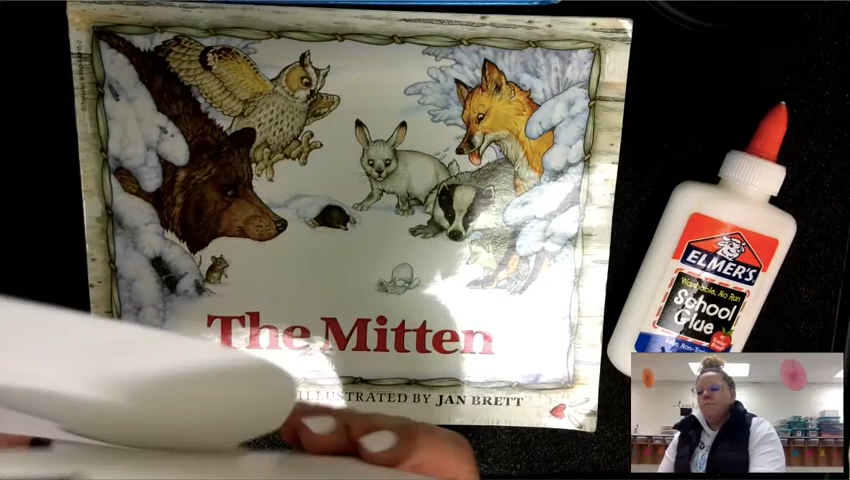 The Mitten
ILLUSTRATED BY JAN BRETT
ELMER'S
Washable, No Run
School
Glue